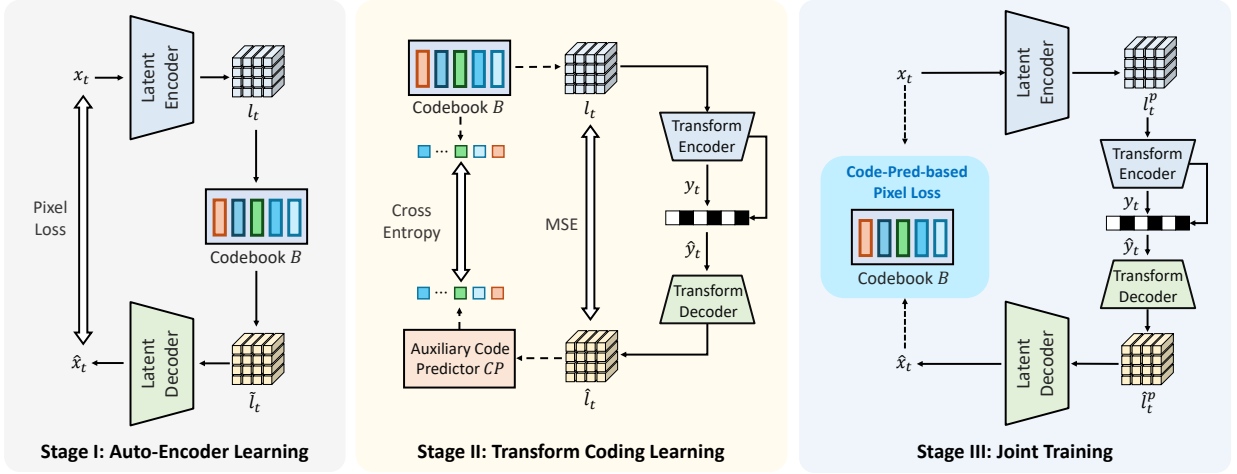 x_t
Latent
Encoder
l_t
Pixel
Loss
Codebook B
x̂_t
Latent
Decoder
l̃_t
Stage I: Auto-Encoder Learning
Codebook B
l_t
...
Transform
Encoder
y_t
Cross
Entropy
MSE
ŷ_t
...
Transform
Decoder
Auxiliary Code
Predictor CP
l̂_t
Stage II: Transform Coding Learning
x_t
Latent
Encoder
l_t^p
Transform
Encoder
Code-Pred-based
Pixel Loss
y_t
ŷ_t
Codebook B
Transform
Decoder
x̂_t
Latent
Decoder
l̂_t^p
Stage III: Joint Training